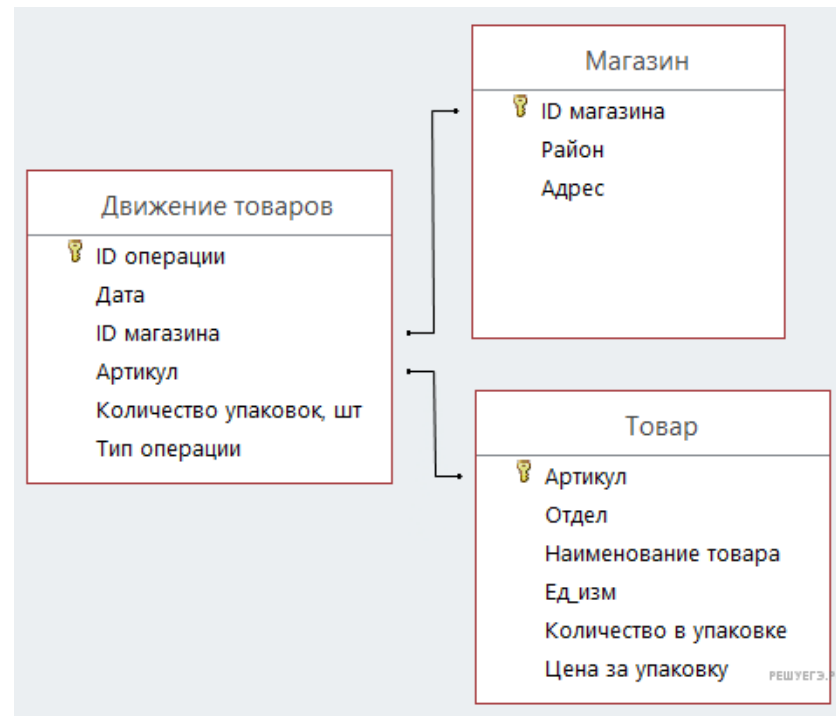 Магазин
ID магазина
Район
Адрес
Движение товаров
ID операции
Дата
ID магазина
Артикул
Количество упаковок, шт
Тип операции
Товар
Артикул
Отдел
Наименование товара
Ед_изм
Количество в упаковке
Цена за упаковку
РЕШУЕГЭ.Р